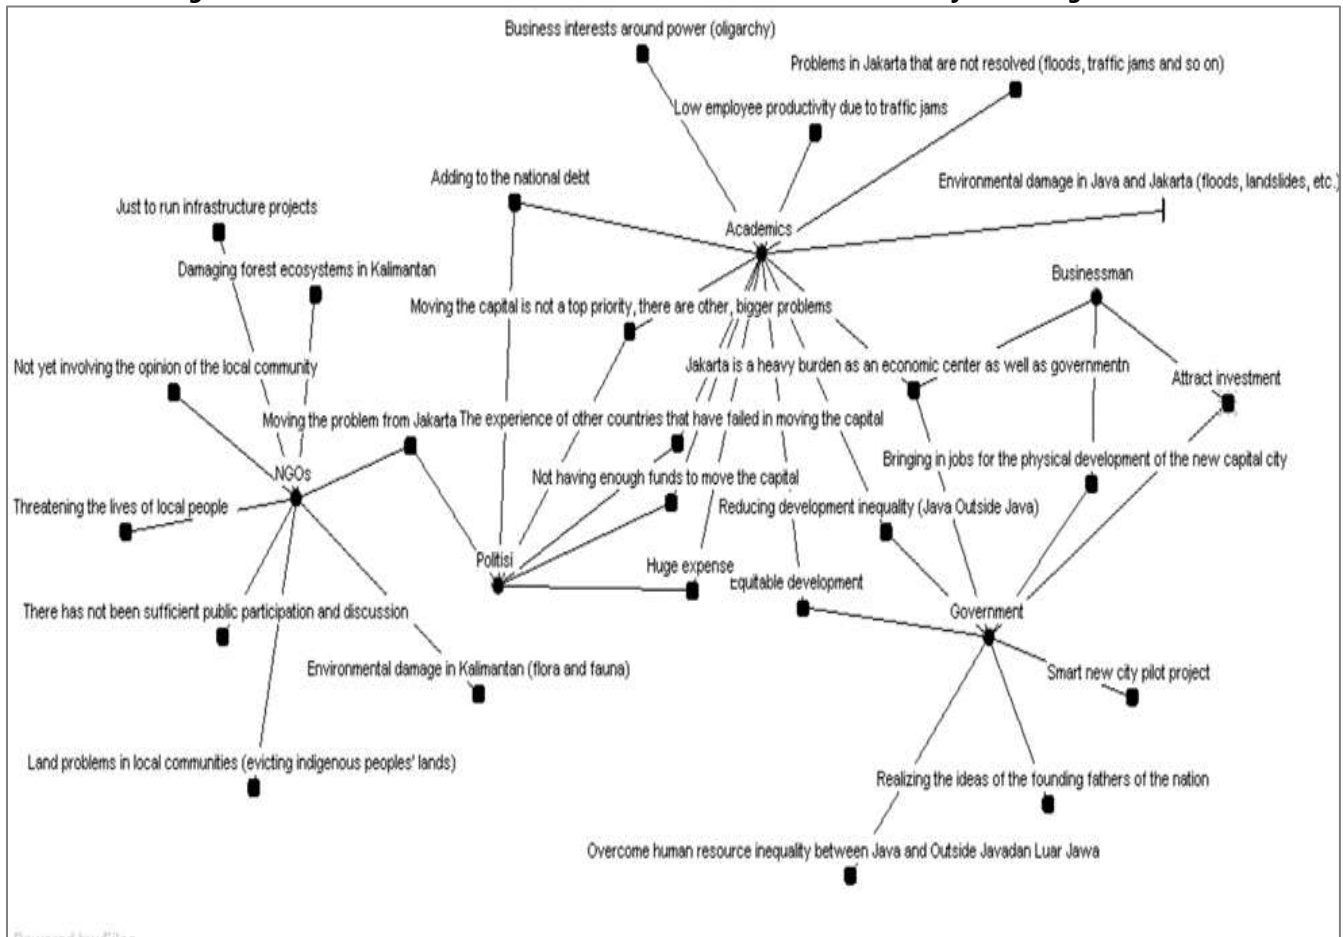 Business interests around power (oligarchy)
Problems in Jakarta that are not resolved (floods, traffic jams and so on)
Low employee productivity due to traffic jams
Adding to the national debt
Environmental damage in Java and Jakarta (floods, landslides, etc.)
Just to run infrastructure projects
Academics
Damaging forest ecosystems in Kalimantan
Businessman
Moving the capital is not a top priority, there are other, bigger problems
Not yet involving the opinion of the local community
Jakarta is a heavy burden as an economic center as well as governmentn
Attract investment
Moving the problem from Jakarta
The experience of other countries that have failed in moving the capital
Bringing in jobs for the physical development of the new capital city
NGOs
Not having enough funds to move the capital
Threatening the lives of local people
Reducing development inequality (Java Outside Java)
Politisi
Huge expense
Equitable development
There has not been sufficient public participation and discussion
Government
Environmental damage in Kalimantan (flora and fauna)
Smart new city pilot project
Land problems in local communities (evicting indigenous peoples' lands)
Realizing the ideas of the founding fathers of the nation
Overcome human resource inequality between Java and Outside Javadan Luar Jawa